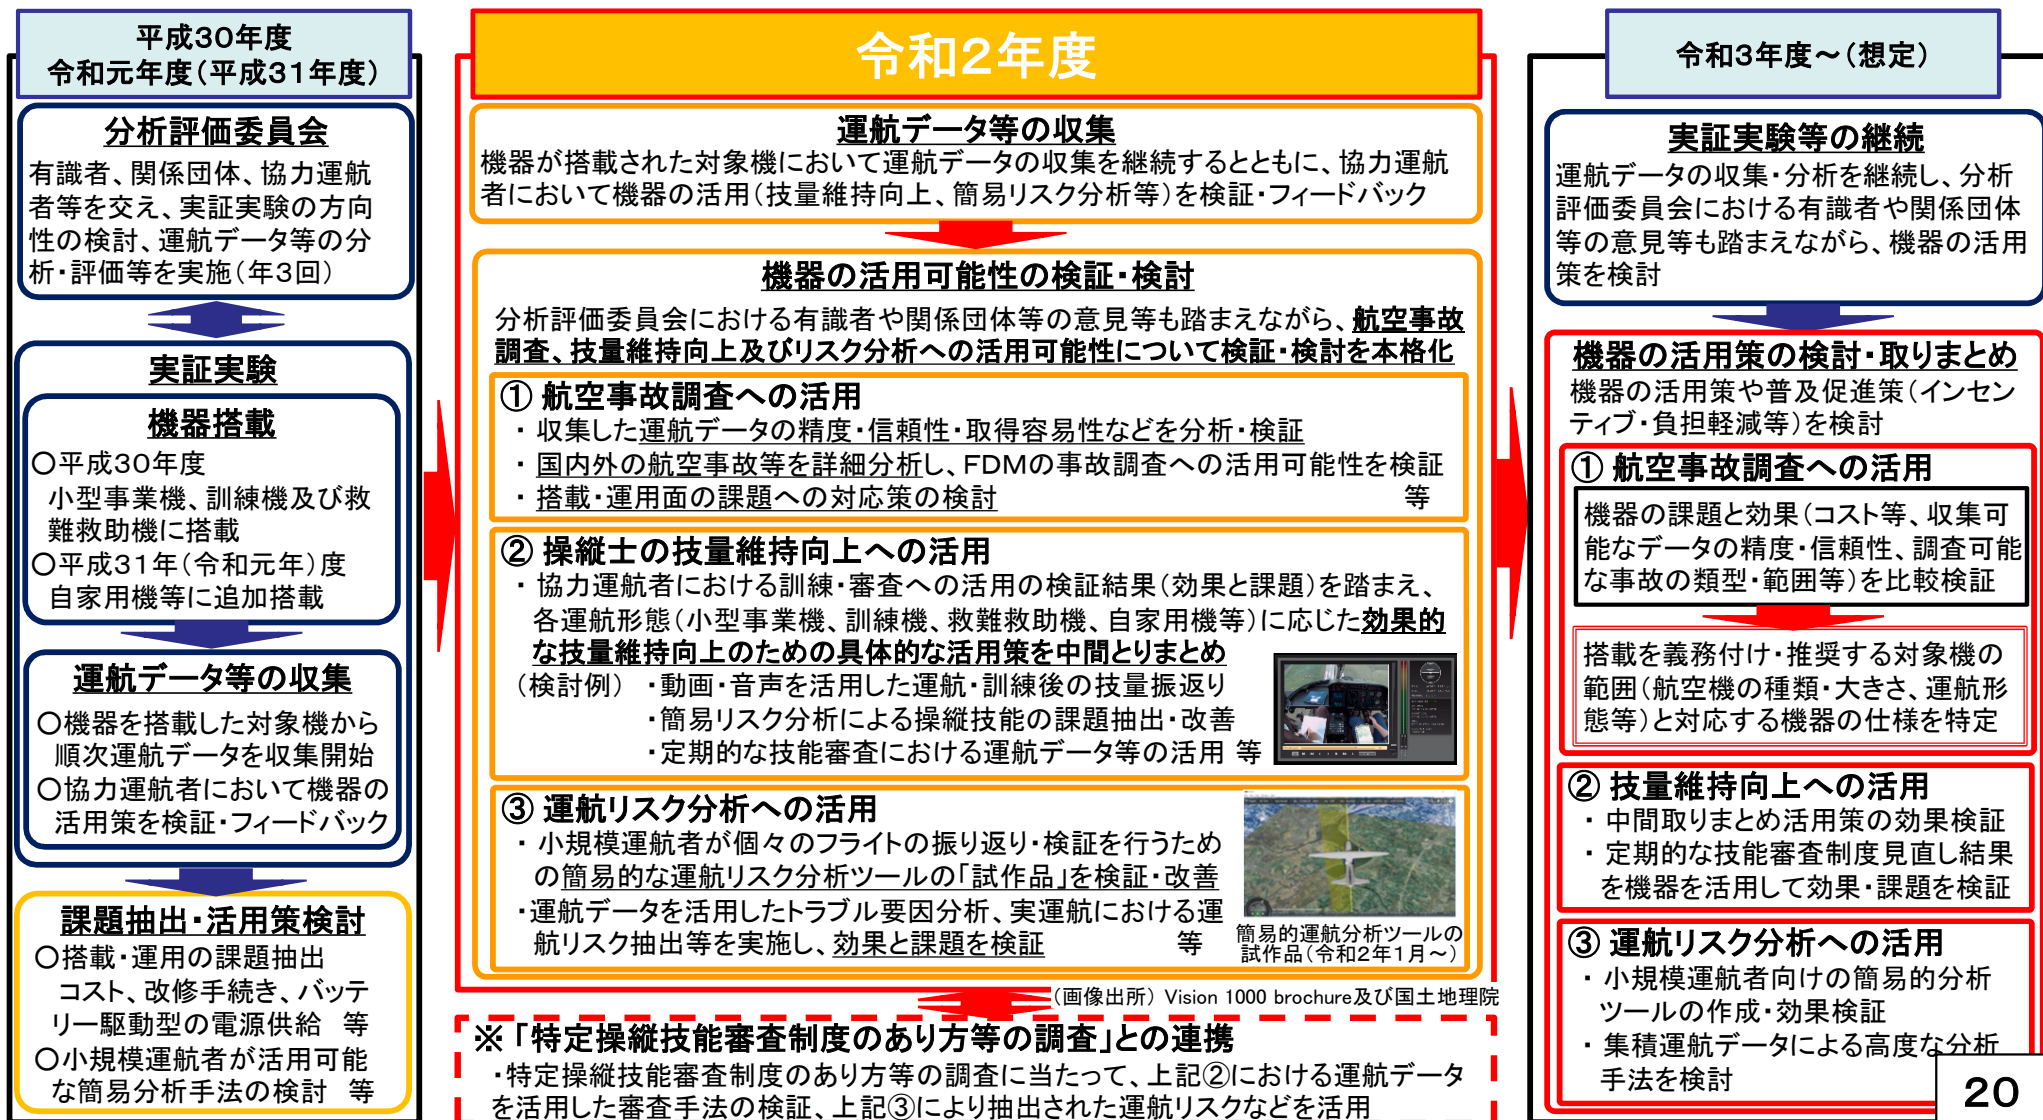 平成30年度
令和元年度(平成31年度)
分析評価委員会
有識者、関係団体、協力運航
者等を交え、実証実験の方向
性の検討、運航データ等の分
析・評価等を実施(年3回)
実証実験
機器搭載
○平成30年度
小型事業機、訓練機及び救
難救助機に搭載
○平成31年(令和元年)度
自家用機等に追加搭載
運航データ等の収集
○機器を搭載した対象機から
順次運航データを収集開始
○協力運航者において機器の
活用策を検証・フィードバック
課題抽出・活用策検討
○搭載・運用の課題抽出
コスト、改修手続き、バッテ
リー駆動型の電源供給 等
○小規模運航者が活用可能
な簡易分析手法の検討 等
令和2年度
運航データ等の収集
機器が搭載された対象機において運航データの収集を継続するとともに、協力運航
者において機器の活用(技量維持向上、簡易リスク分析等)を検証・フィードバック
機器の活用可能性の検証・検討
分析評価委員会における有識者や関係団体等の意見等も踏まえながら、航空事故
調査、技量維持向上及びリスク分析への活用可能性について検証・検討を本格化
① 航空事故調査への活用
・ 収集した運航データの精度・信頼性・取得容易性などを分析・検証
・ 国内外の航空事故等を詳細分析し、FDMの事故調査への活用可能性を検証
・ 搭載・運用面の課題への対応策の検討 等
② 操縦士の技量維持向上への活用
・ 協力運航者における訓練・審査への活用の検証結果(効果と課題)を踏まえ、
各運航形態(小型事業機、訓練機、救難救助機、自家用機等)に応じた効果的
な技量維持向上のための具体的な活用策を中間とりまとめ
(検討例) ・動画・音声を活用した運航・訓練後の技量振返り
・簡易リスク分析による操縦技能の課題抽出・改善
・定期的な技能審査における運航データ等の活用 等
③ 運航リスク分析への活用
・ 小規模運航者が個々のフライトの振り返り・検証を行うため
の簡易的な運航リスク分析ツールの「試作品」を検証・改善
・運航データを活用したトラブル要因分析、実運航における運
航リスク抽出等を実施し、効果と課題を検証 等
簡易的運航分析ツールの
試作品(令和2年1月~)
(画像出所) Vision 1000 brochure及び国土地理院
※「特定操縦技能審査制度のあり方等の調査」との連携
・特定操縦技能審査制度のあり方等の調査に当たって、上記②における運航データ
を活用した審査手法の検証、上記③により抽出された運航リスクなどを活用
令和3年度~(想定)
実証実験等の継続
運航データの収集・分析を継続し、分析
評価委員会における有識者や関係団体
等の意見等も踏まえながら、機器の活用
策を検討
機器の活用策の検討・取りまとめ
機器の活用策や普及促進策(インセン
ティブ・負担軽減等)を検討
① 航空事故調査への活用
機器の課題と効果(コスト等、収集可
能なデータの精度・信頼性、調査可能
な事故の類型・範囲等)を比較検証
搭載を義務付け・推奨する対象機の
範囲(航空機の種類・大きさ、運航形
態等)と対応する機器の仕様を特定
② 技量維持向上への活用
・ 中間取りまとめ活用策の効果検証
・ 定期的な技能審査制度見直し結果
を機器を活用して効果・課題を検証
③ 運航リスク分析への活用
・ 小規模運航者向けの簡易的分析
ツールの作成・効果検証
・ 集積運航データによる高度な分析
手法を検討
20